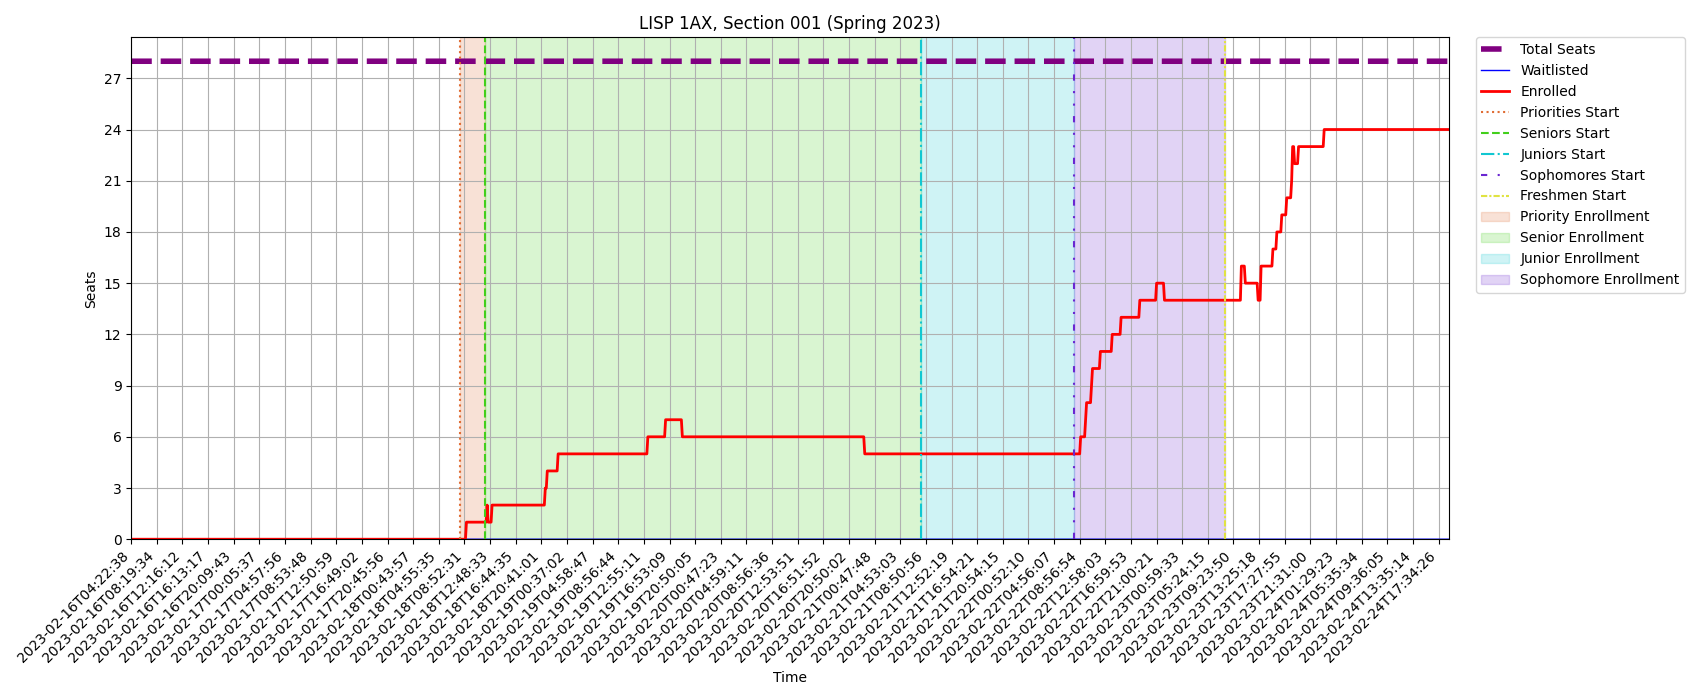 LISP 1AX, Section 001 (Spring 2023)
Seats
27
24
21
18
15
12
9
6
3
0
2023-02-16T04:22:38
2023-02-16T08:19:34
2023-02-16T12:16:12
2023-02-16T16:13:17
2023-02-16T20:09:43
2023-02-17T00:05:37
2023-02-17T04:57:56
2023-02-17T08:53:48
2023-02-17T12:50:59
2023-02-17T16:49:02
2023-02-17T20:45:56
2023-02-18T00:43:57
2023-02-18T04:55:35
2023-02-18T08:52:31
2023-02-18T12:48:33
2023-02-18T16:44:35
2023-02-18T20:41:01
2023-02-19T00:37:02
2023-02-19T04:58:47
2023-02-19T08:56:44
2023-02-19T12:55:11
2023-02-19T16:53:09
2023-02-19T20:50:05
2023-02-20T00:47:23
2023-02-20T04:59:11
2023-02-20T08:56:36
2023-02-20T12:53:51
2023-02-20T16:51:52
2023-02-20T20:50:02
2023-02-21T00:47:48
2023-02-21T04:53:03
2023-02-21T08:50:56
2023-02-21T12:52:19
2023-02-21T16:54:21
2023-02-21T20:54:15
2023-02-22T00:52:10
2023-02-22T04:56:07
2023-02-22T08:56:54
2023-02-22T12:58:03
2023-02-22T16:59:53
2023-02-22T21:00:21
2023-02-23T00:59:33
2023-02-23T05:24:15
2023-02-23T09:23:50
2023-02-23T13:25:18
2023-02-23T17:27:55
2023-02-23T21:31:00
2023-02-24T01:29:23
2023-02-24T05:35:34
2023-02-24T09:36:05
2023-02-24T13:35:14
2023-02-24T17:34:26
Time
Total Seats
Waitlisted
Enrolled
Priorities Start
Seniors Start
Juniors Start
Sophomores Start
Freshmen Start
Priority Enrollment
Senior Enrollment
Junior Enrollment
Sophomore Enrollment